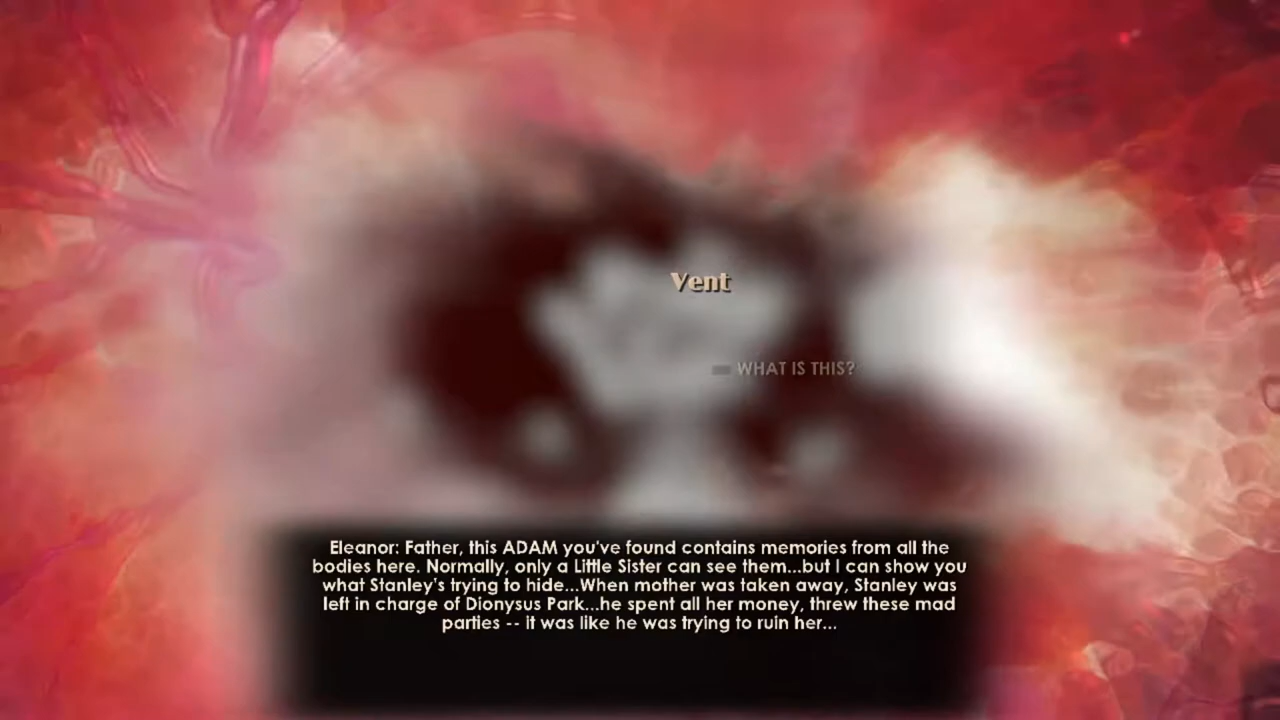 Vent
WHAT IS THIS?
Eleanor: Father, this ADAM you've found contains memories from all the
bodies here. Normally, only a Little Sister can see them...but I can show you
what Stanley's trying to hide...When mother was taken away, Stanley was
left in charge of Dionysus Park...he spent all her money, threw these mad
parties -- it was like he was trying to ruin her...